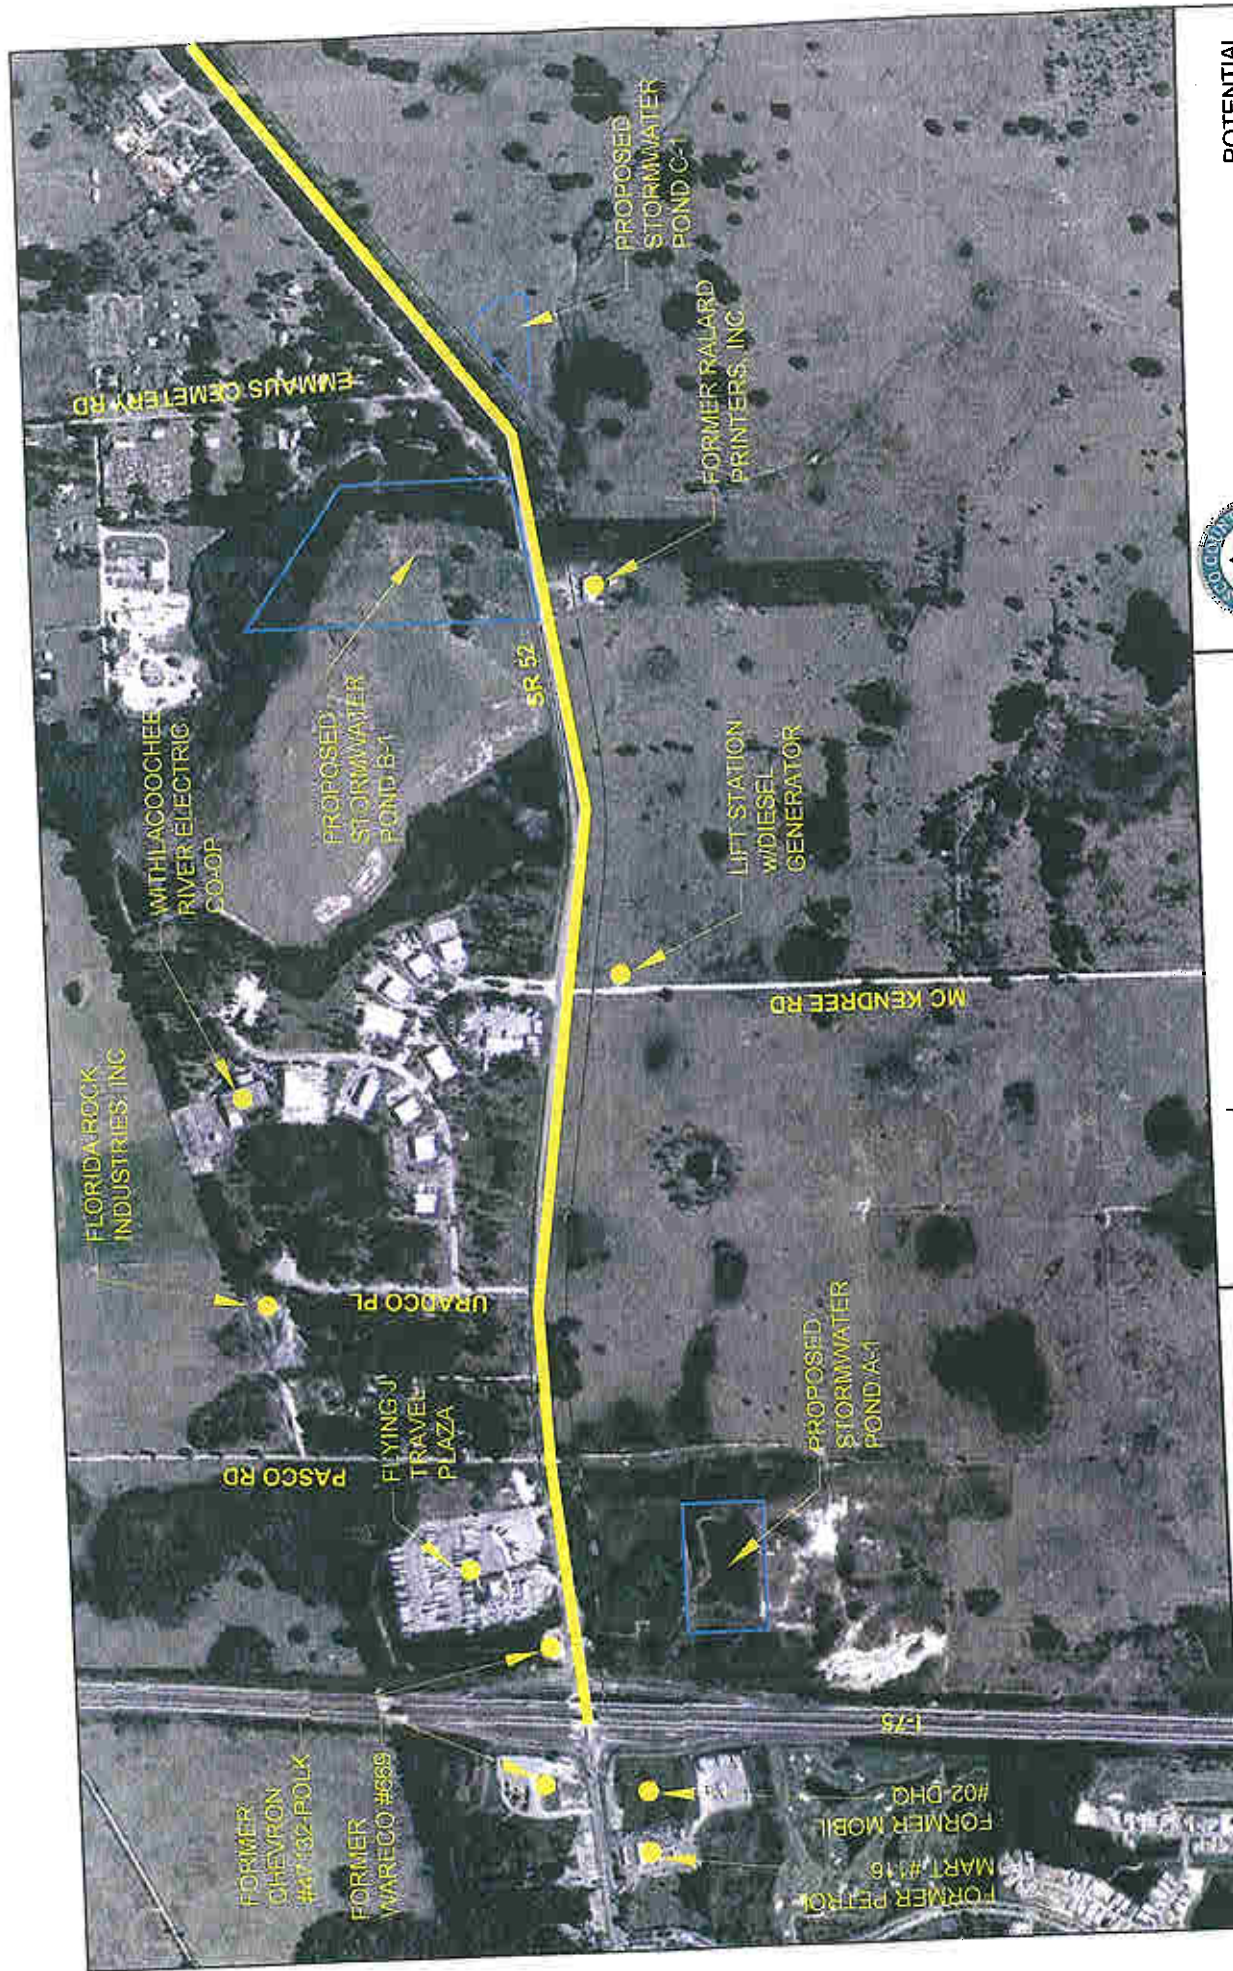 POTENTIAL
PROPOSED
STORMWATER
POND C-1
EMMAUS CEMETERY RD
FORMER RALARD
PRINTERS, INC
SR 52
PROPOSED
STORMWATER
POND B-1
WITHLACOOCHEE
RIVER ELECTRIC
CO-OP
LIFT STATION
W/DIESEL
GENERATOR
MC KENDREE RD
FLORIDA ROCK
INDUSTRIES, INC
URADCO PL
PASCO RD
FLYING J
TRAVEL
PLAZA
PROPOSED
STORMWATER
POND A-1
I-75
FORMER
CHEVRON
#47132-POLK
FORMER
WARECO #669
FORMER MOBIL
#02-DHQ
FORMER PETROL
MART #116